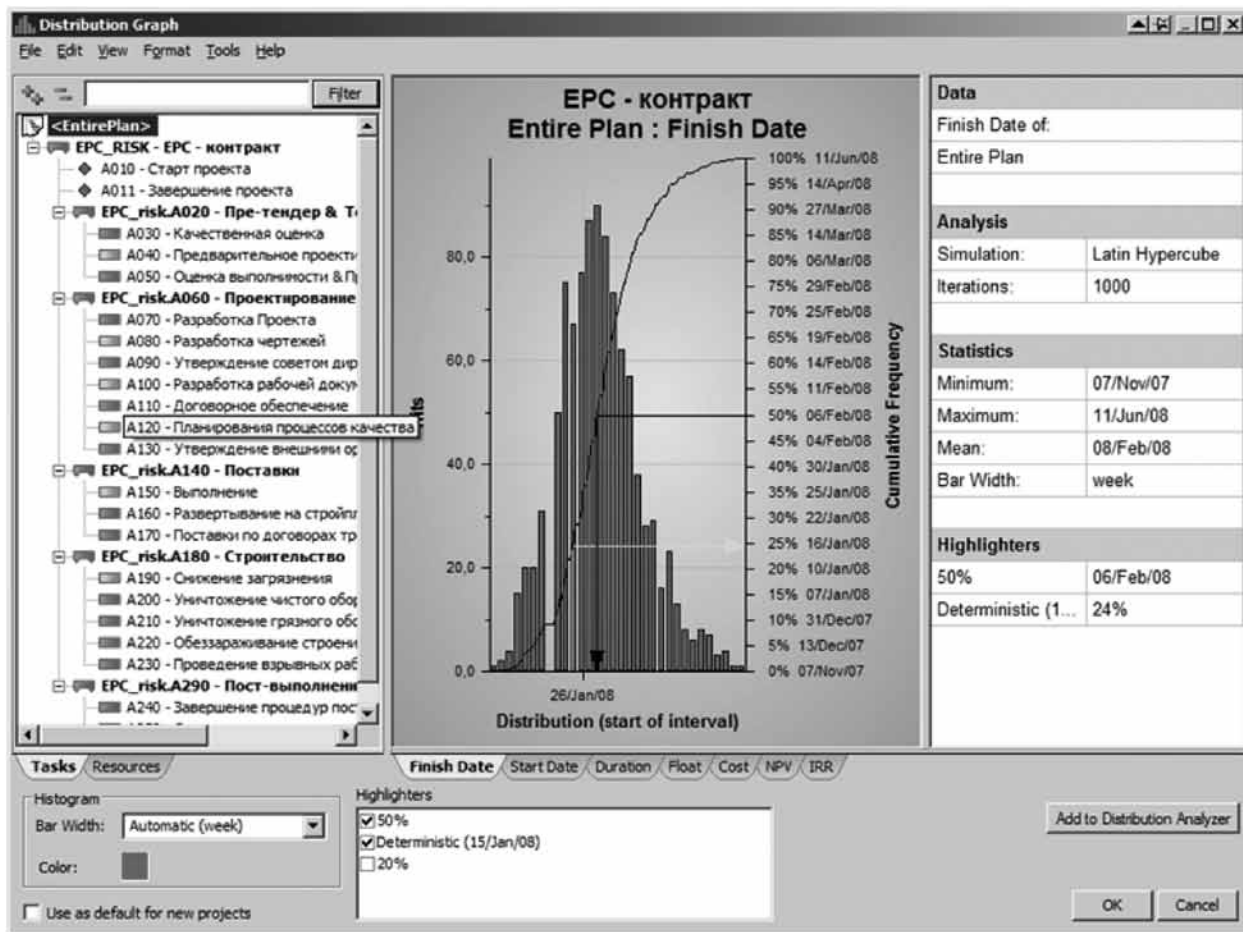 Distribution Graph
File Edit View Format Tools Help
Filter
<EntirePlan>
EPC_RISK - EPC - контракт
A010 - Старт проекта
A011 - Завершение проекта
EPC_risk.A020 - Пре-тендер & Т
A030 - Качественная оценка
A040 - Предварительное проекти
A050 - Оценка выполнимости & П
EPC_risk.A060 - Проектирование
A070 - Разработка Проекта
A080 - Разработка чертежей
A090 - Утверждение советом дир
A100 - Разработка рабочей докум
A110 - Договорное обеспечение
A120 - Планирования процессов качества
A130 - Утверждение внешними ор
EPC_risk.A140 - Поставки
A150 - Выполнение
A160 - Развертывание на стройпл
A170 - Поставки по договорах тр
EPC_risk.A180 - Строительство
A190 - Снижение загрязнения
A200 - Уничтожение чистого обор
A210 - Уничтожение грязного обо
A220 - Обеззараживание строени
A230 - Проведение взрывных раб
EPC_risk.A290 - Пост-выполнени
A240 - Завершение процедур пос
Tasks Resources
EPC - контракт
Entire Plan : Finish Date
80,0
60,0
40,0
20,0
0,0
26/Jan/08
Distribution (start of interval)
100% 11/Jun/08
95% 14/Apr/08
90% 27/Mar/08
85% 14/Mar/08
80% 06/Mar/08
75% 29/Feb/08
70% 25/Feb/08
65% 19/Feb/08
60% 14/Feb/08
55% 11/Feb/08
50% 06/Feb/08
45% 04/Feb/08
40% 30/Jan/08
35% 25/Jan/08
30% 22/Jan/08
25% 16/Jan/08
20% 10/Jan/08
15% 07/Jan/08
10% 31/Dec/07
5% 13/Dec/07
0% 07/Nov/07
Cumulative Frequency
Finish Date Start Date Duration Float Cost NPV IRR
Data
Finish Date of:
Entire Plan
Analysis
Simulation: Latin Hypercube
Iterations: 1000
Statistics
Minimum: 07/Nov/07
Maximum: 11/Jun/08
Mean: 08/Feb/08
Bar Width: week
Highlighters
50% 06/Feb/08
Deterministic (1... 24%
Histogram
Bar Width: Automatic (week)
Color:
Use as default for new projects
Highlighters
50%
Deterministic (15/Jan/08)
20%
Add to Distribution Analyzer
OK Cancel